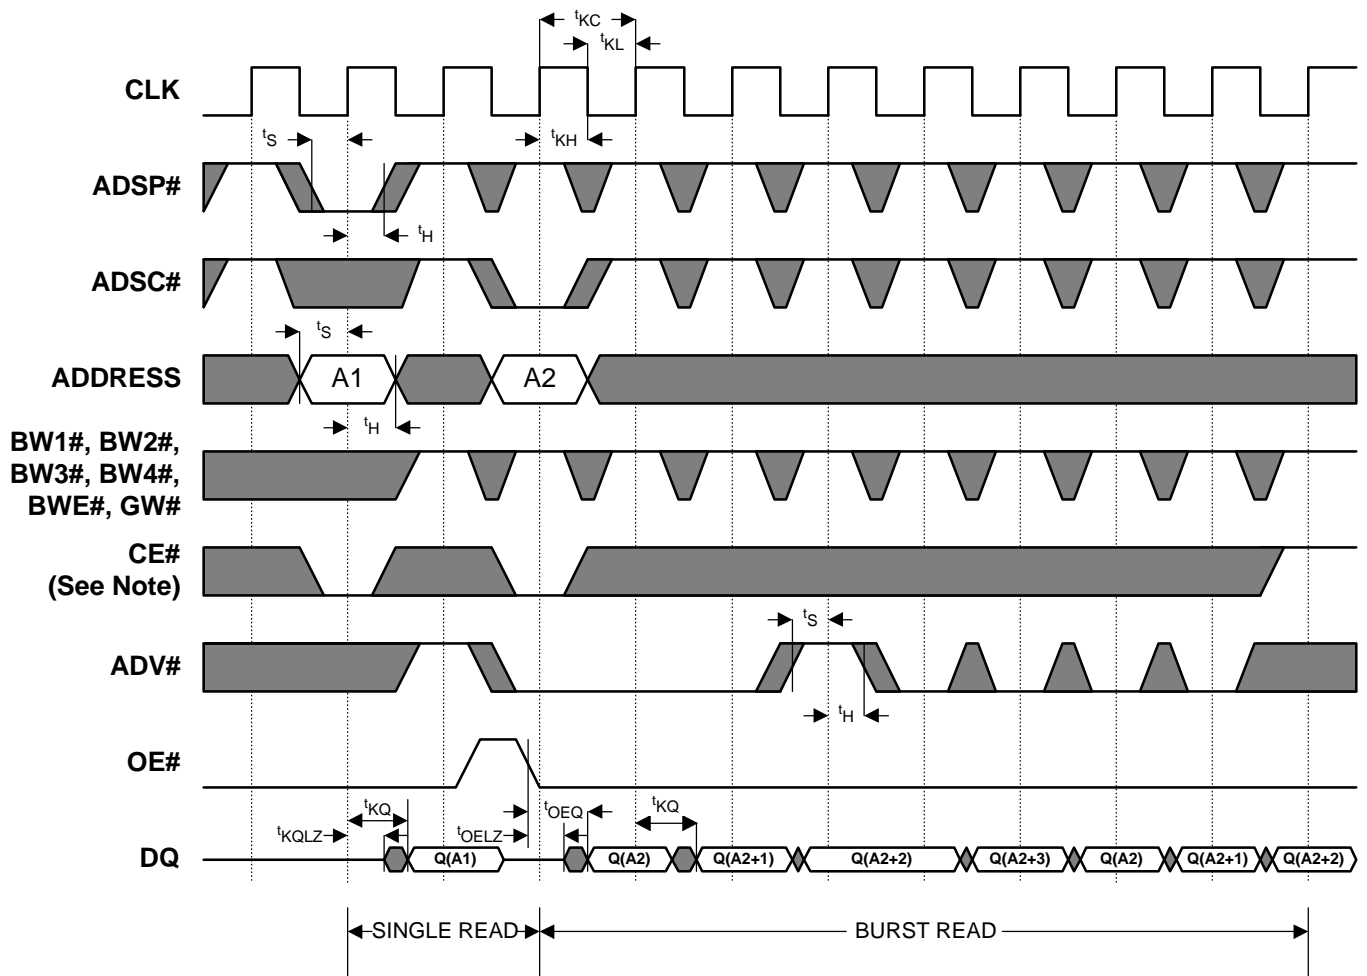 tKC
tKL
CLK
tS
tKH
ADSP#
tH
ADSC#
tS
ADDRESS
A1
A2
tH
BW1#, BW2#,
BW3#, BW4#,
BWE#, GW#
CE#
(See Note)
tS
ADV#
tH
OE#
tKQ
tOEQ
tKQ
tKQLZ
tOELZ
DQ
Q(A1)
Q(A2)
Q(A2+1)
Q(A2+2)
Q(A2+3)
Q(A2)
Q(A2+1)
Q(A2+2)
SINGLE READ
BURST READ